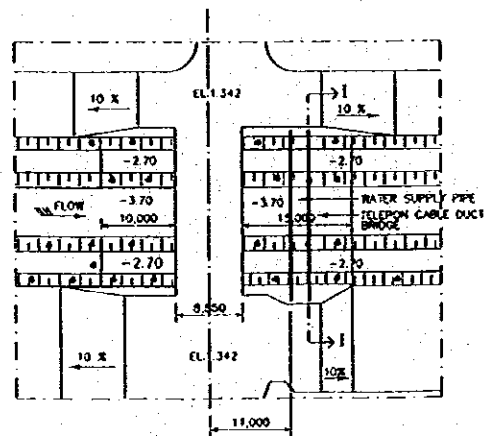 10 %
EL.1.342
I
10 %
-2.70
-2.70
-3.70
-3.70
WATER SUPPLY PIPE
FLOW
10,000
15,000
TELEPON CABLE DUCT
BRIDGE
-2.70
-2.70
8,550
10 %
EL.1.342
I
10%
11,000